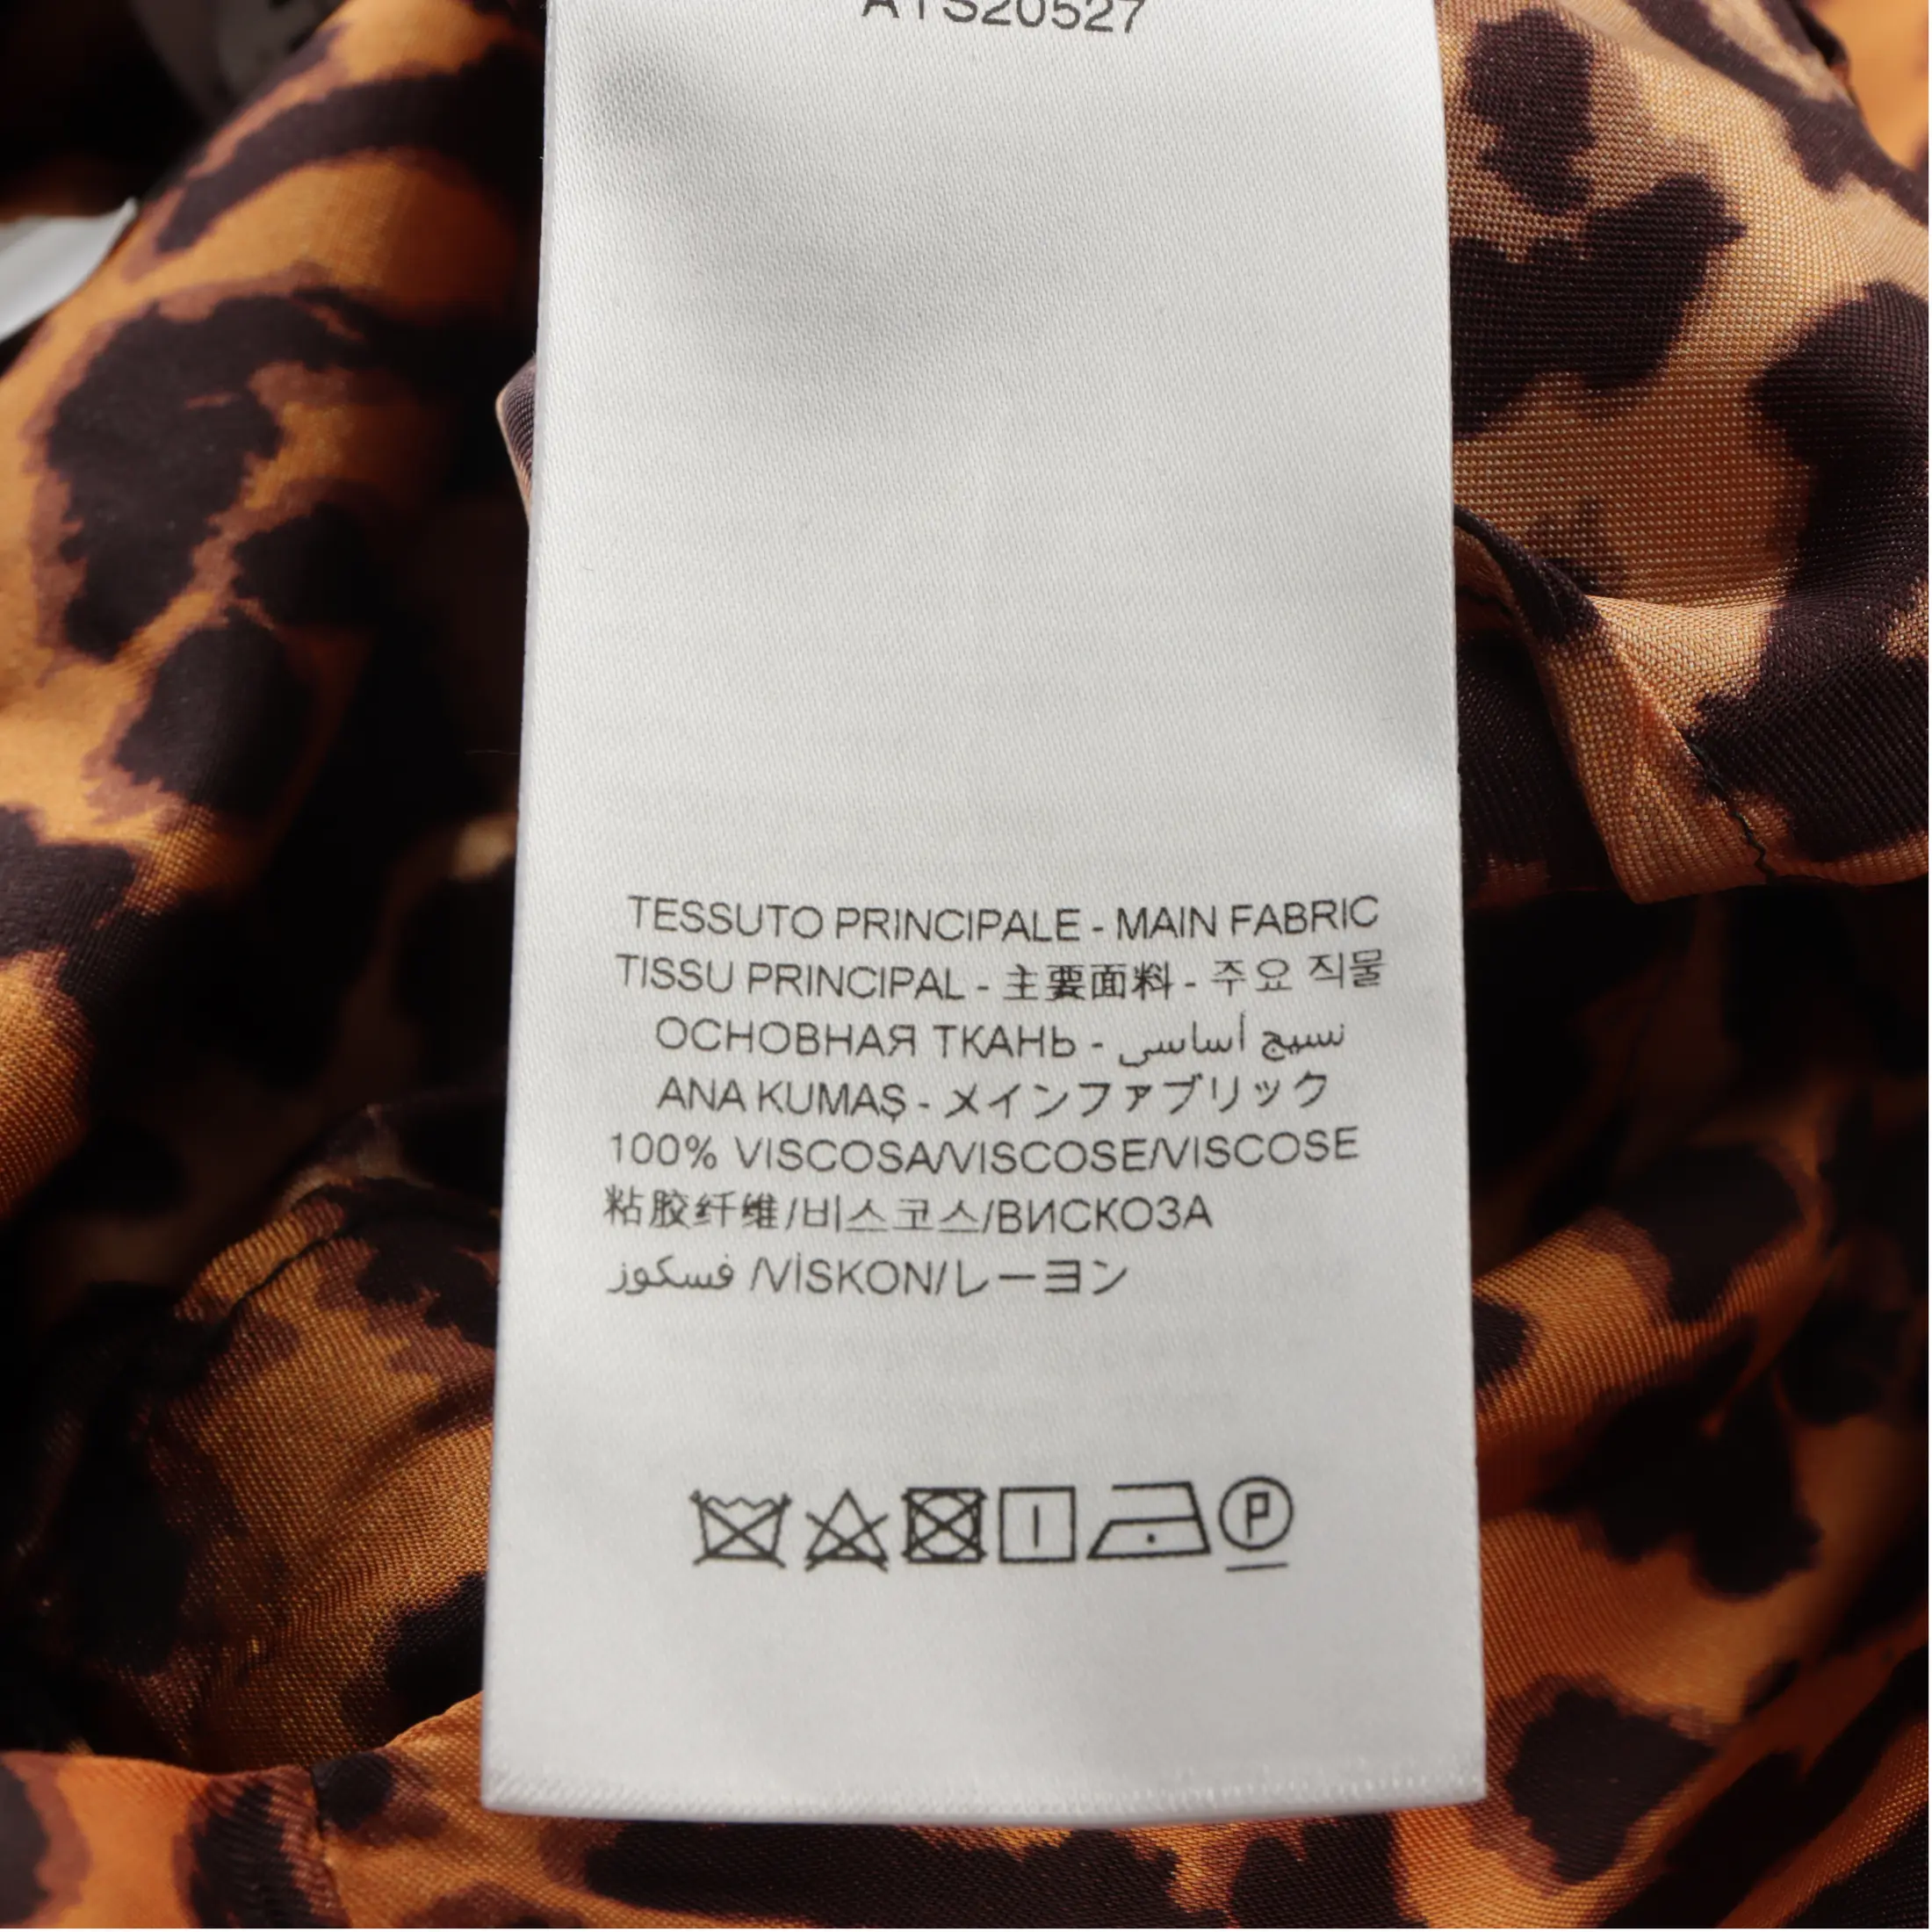 ATS20527
TESSUTO PRINCIPALE - MAIN FABRIC
TISSU PRINCIPAL - 主要面料 - 주요 직물
ОСНОВНАЯ ТКАНЬ - نسيج أساسي
ANA KUMAŞ - メインファブリック
100% VISCOSA/VISCOSE/VISCOSE
粘胶纤维/비스코스/ВИСКОЗА
فسكوز /VİSKON/レーヨン
P